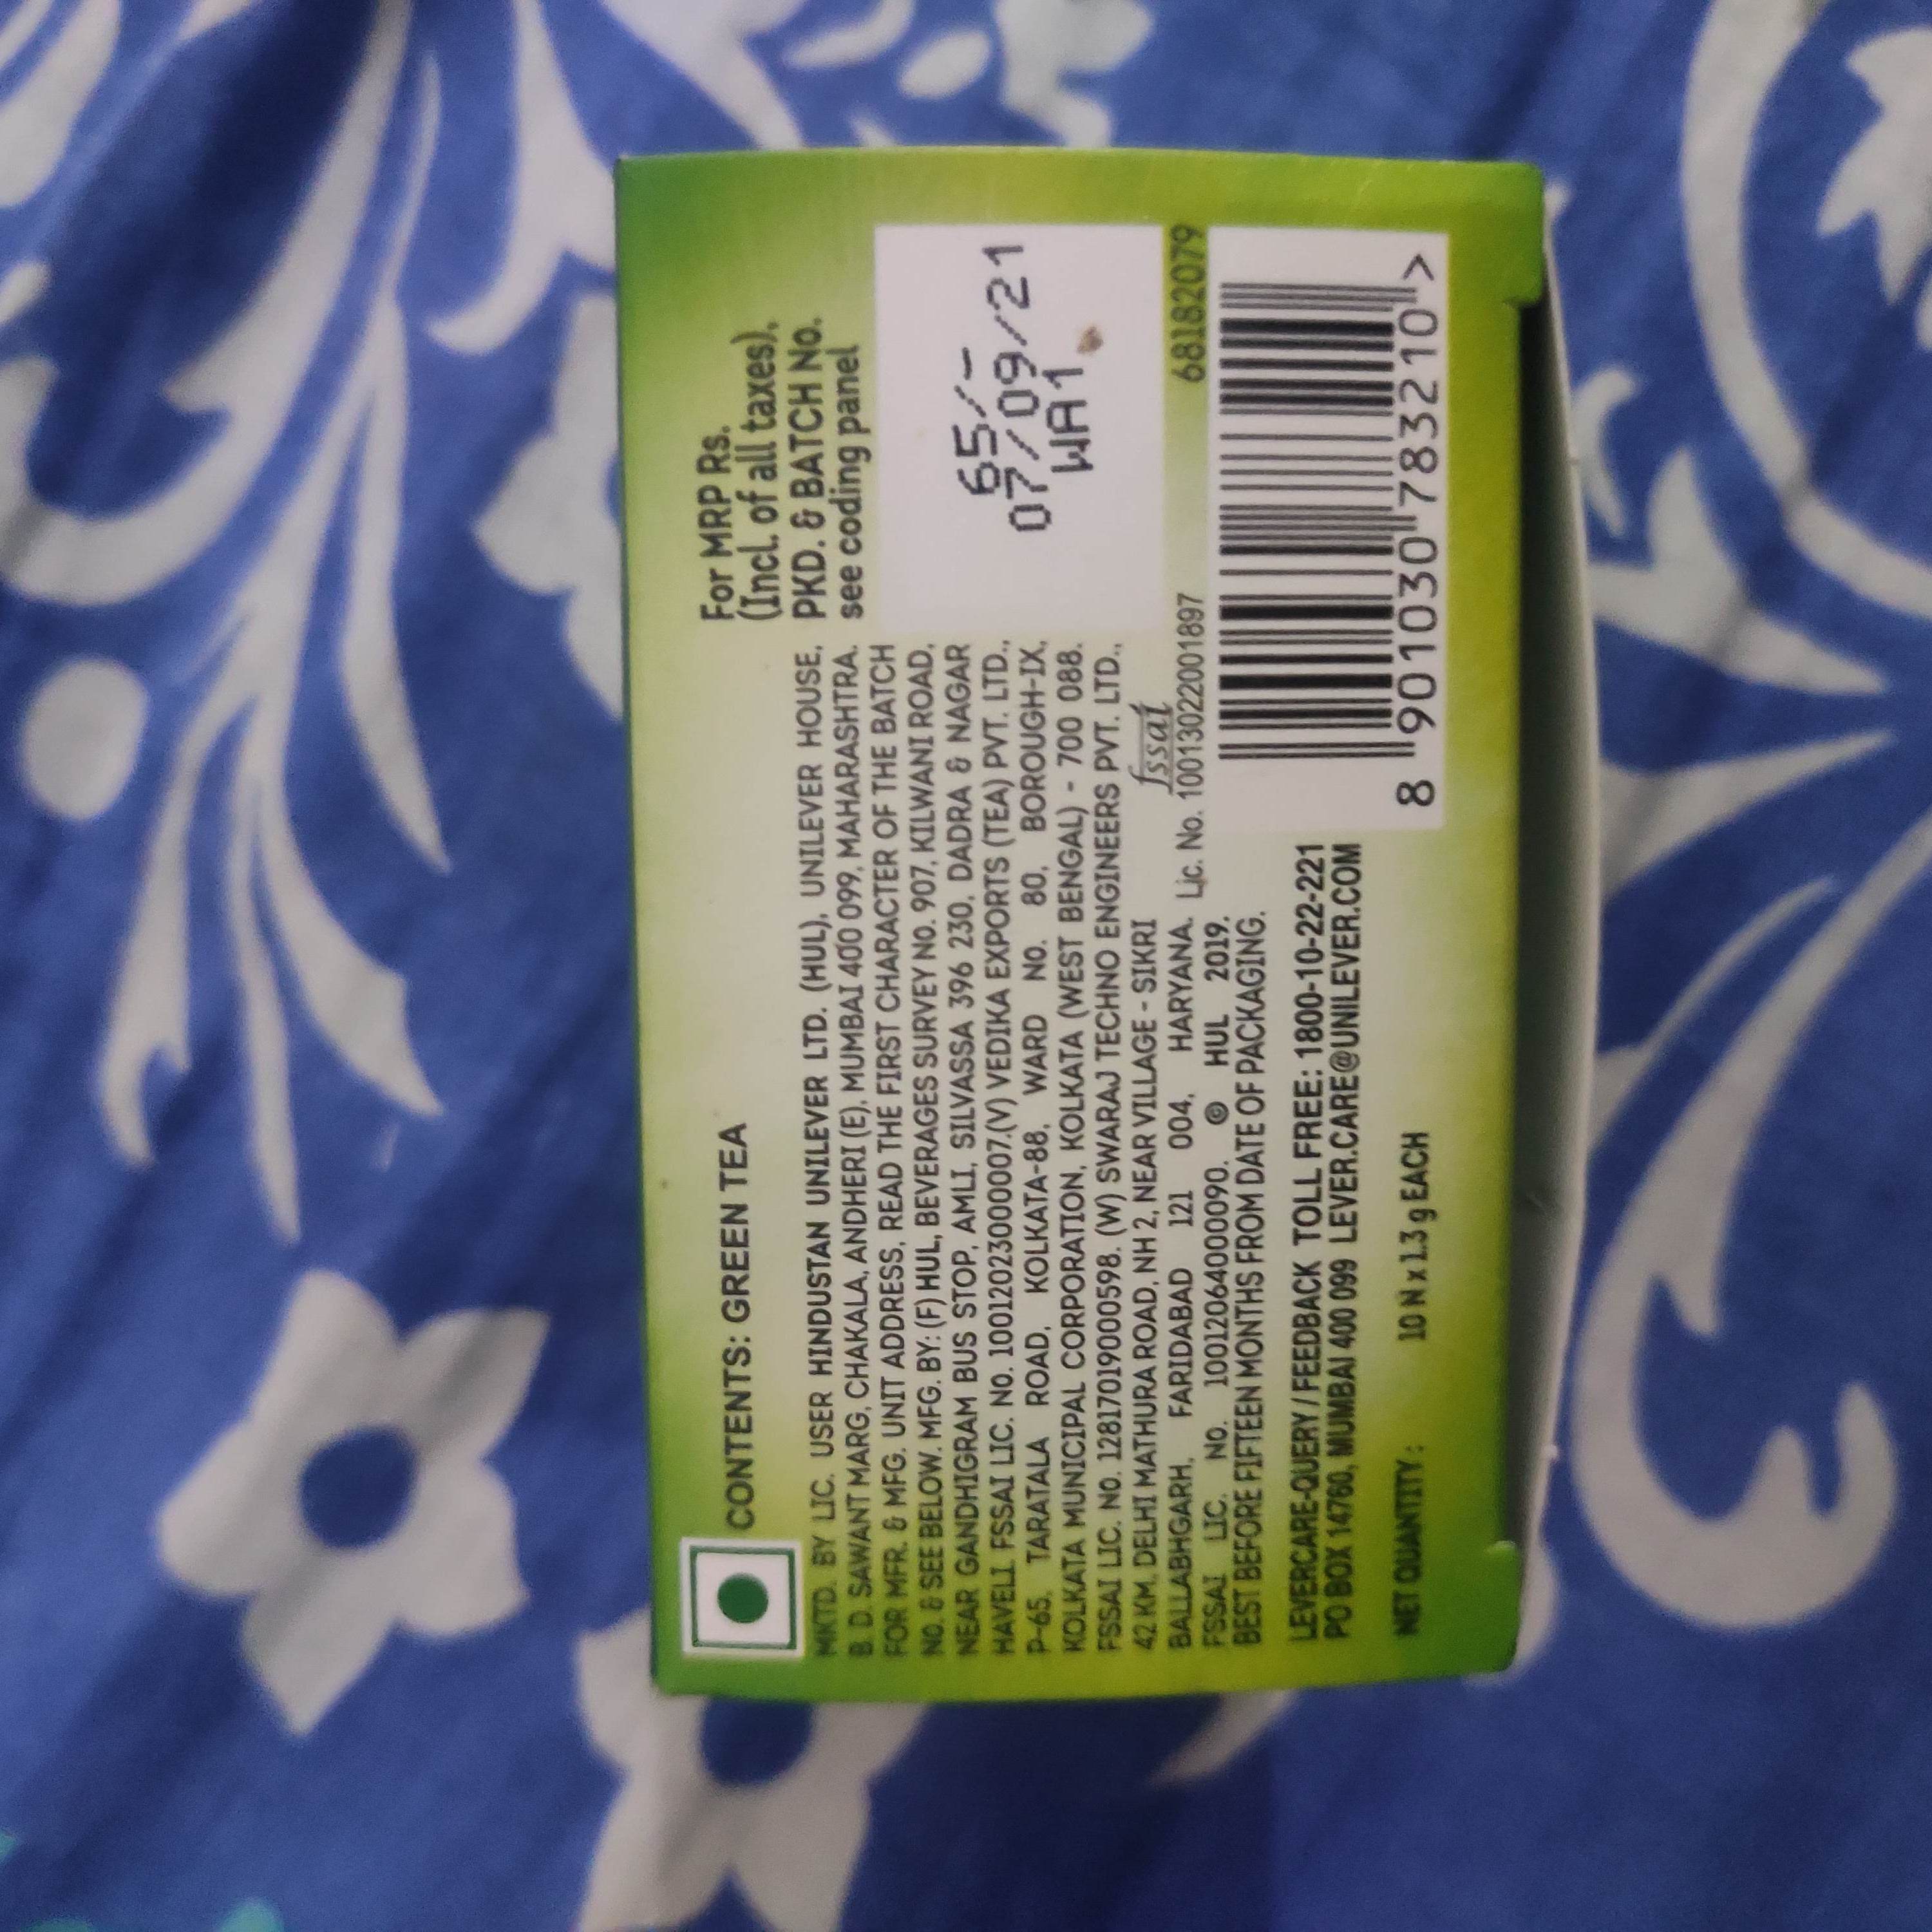 CONTENTS: GREEN TEA
MKTD. BY LIC. USER HINDUSTAN UNILEVER LTD. (HUL), UNILEVER HOUSE,
B. D. SAWANT MARG, CHAKALA, ANDHERI (E), MUMBAI 400 099, MAHARASHTRA.
FOR MFR. & MFG. UNIT ADDRESS, READ THE FIRST CHARACTER OF THE BATCH
NO. & SEE BELOW. MFG. BY: (F) HUL, BEVERAGES SURVEY No. 907, KILWANI ROAD,
NEAR GANDHIGRAM BUS STOP, AMLI, SILVASSA 396 230, DADRA & NAGAR
HAVELI. FSSAI LIC. NO. 10012023000007.(V) VEDIKA EXPORTS (TEA) PVT. LTD.,
P-65, TARATALA ROAD, KOLKATA-88, WARD NO. 80, BOROUGH-IX,
KOLKATA MUNICIPAL CORPORATION, KOLKATA (WEST BENGAL) - 700 088.
FSSAI LIC. NO. 12817019000598. (W) SWARAJ TECHNO ENGINEERS PVT. LTD.,
42 KM. DELHI MATHURA ROAD, NH 2, NEAR VILLAGE - SIKRI
BALLABHGARH, FARIDABAD 121 004, HARYANA.
FSSAI LIC. NO. 10012064000090. © HUL 2019.
BEST BEFORE FIFTEEN MONTHS FROM DATE OF PACKAGING.
LEVERCARE-QUERY / FEEDBACK TOLL FREE: 1800-10-22-221
PO BOX 14760, MUMBAI 400 099 LEVER.CARE@UNILEVER.COM
NET QUANTITY: 10 N x 1.3 g EACH
For MRP Rs.
(Incl. of all taxes),
PKD. & BATCH No.
see coding panel
65/-
07/09/21
WA1
fssai
Lic. No. 10013022001897
68182079
8 901030 783210 >